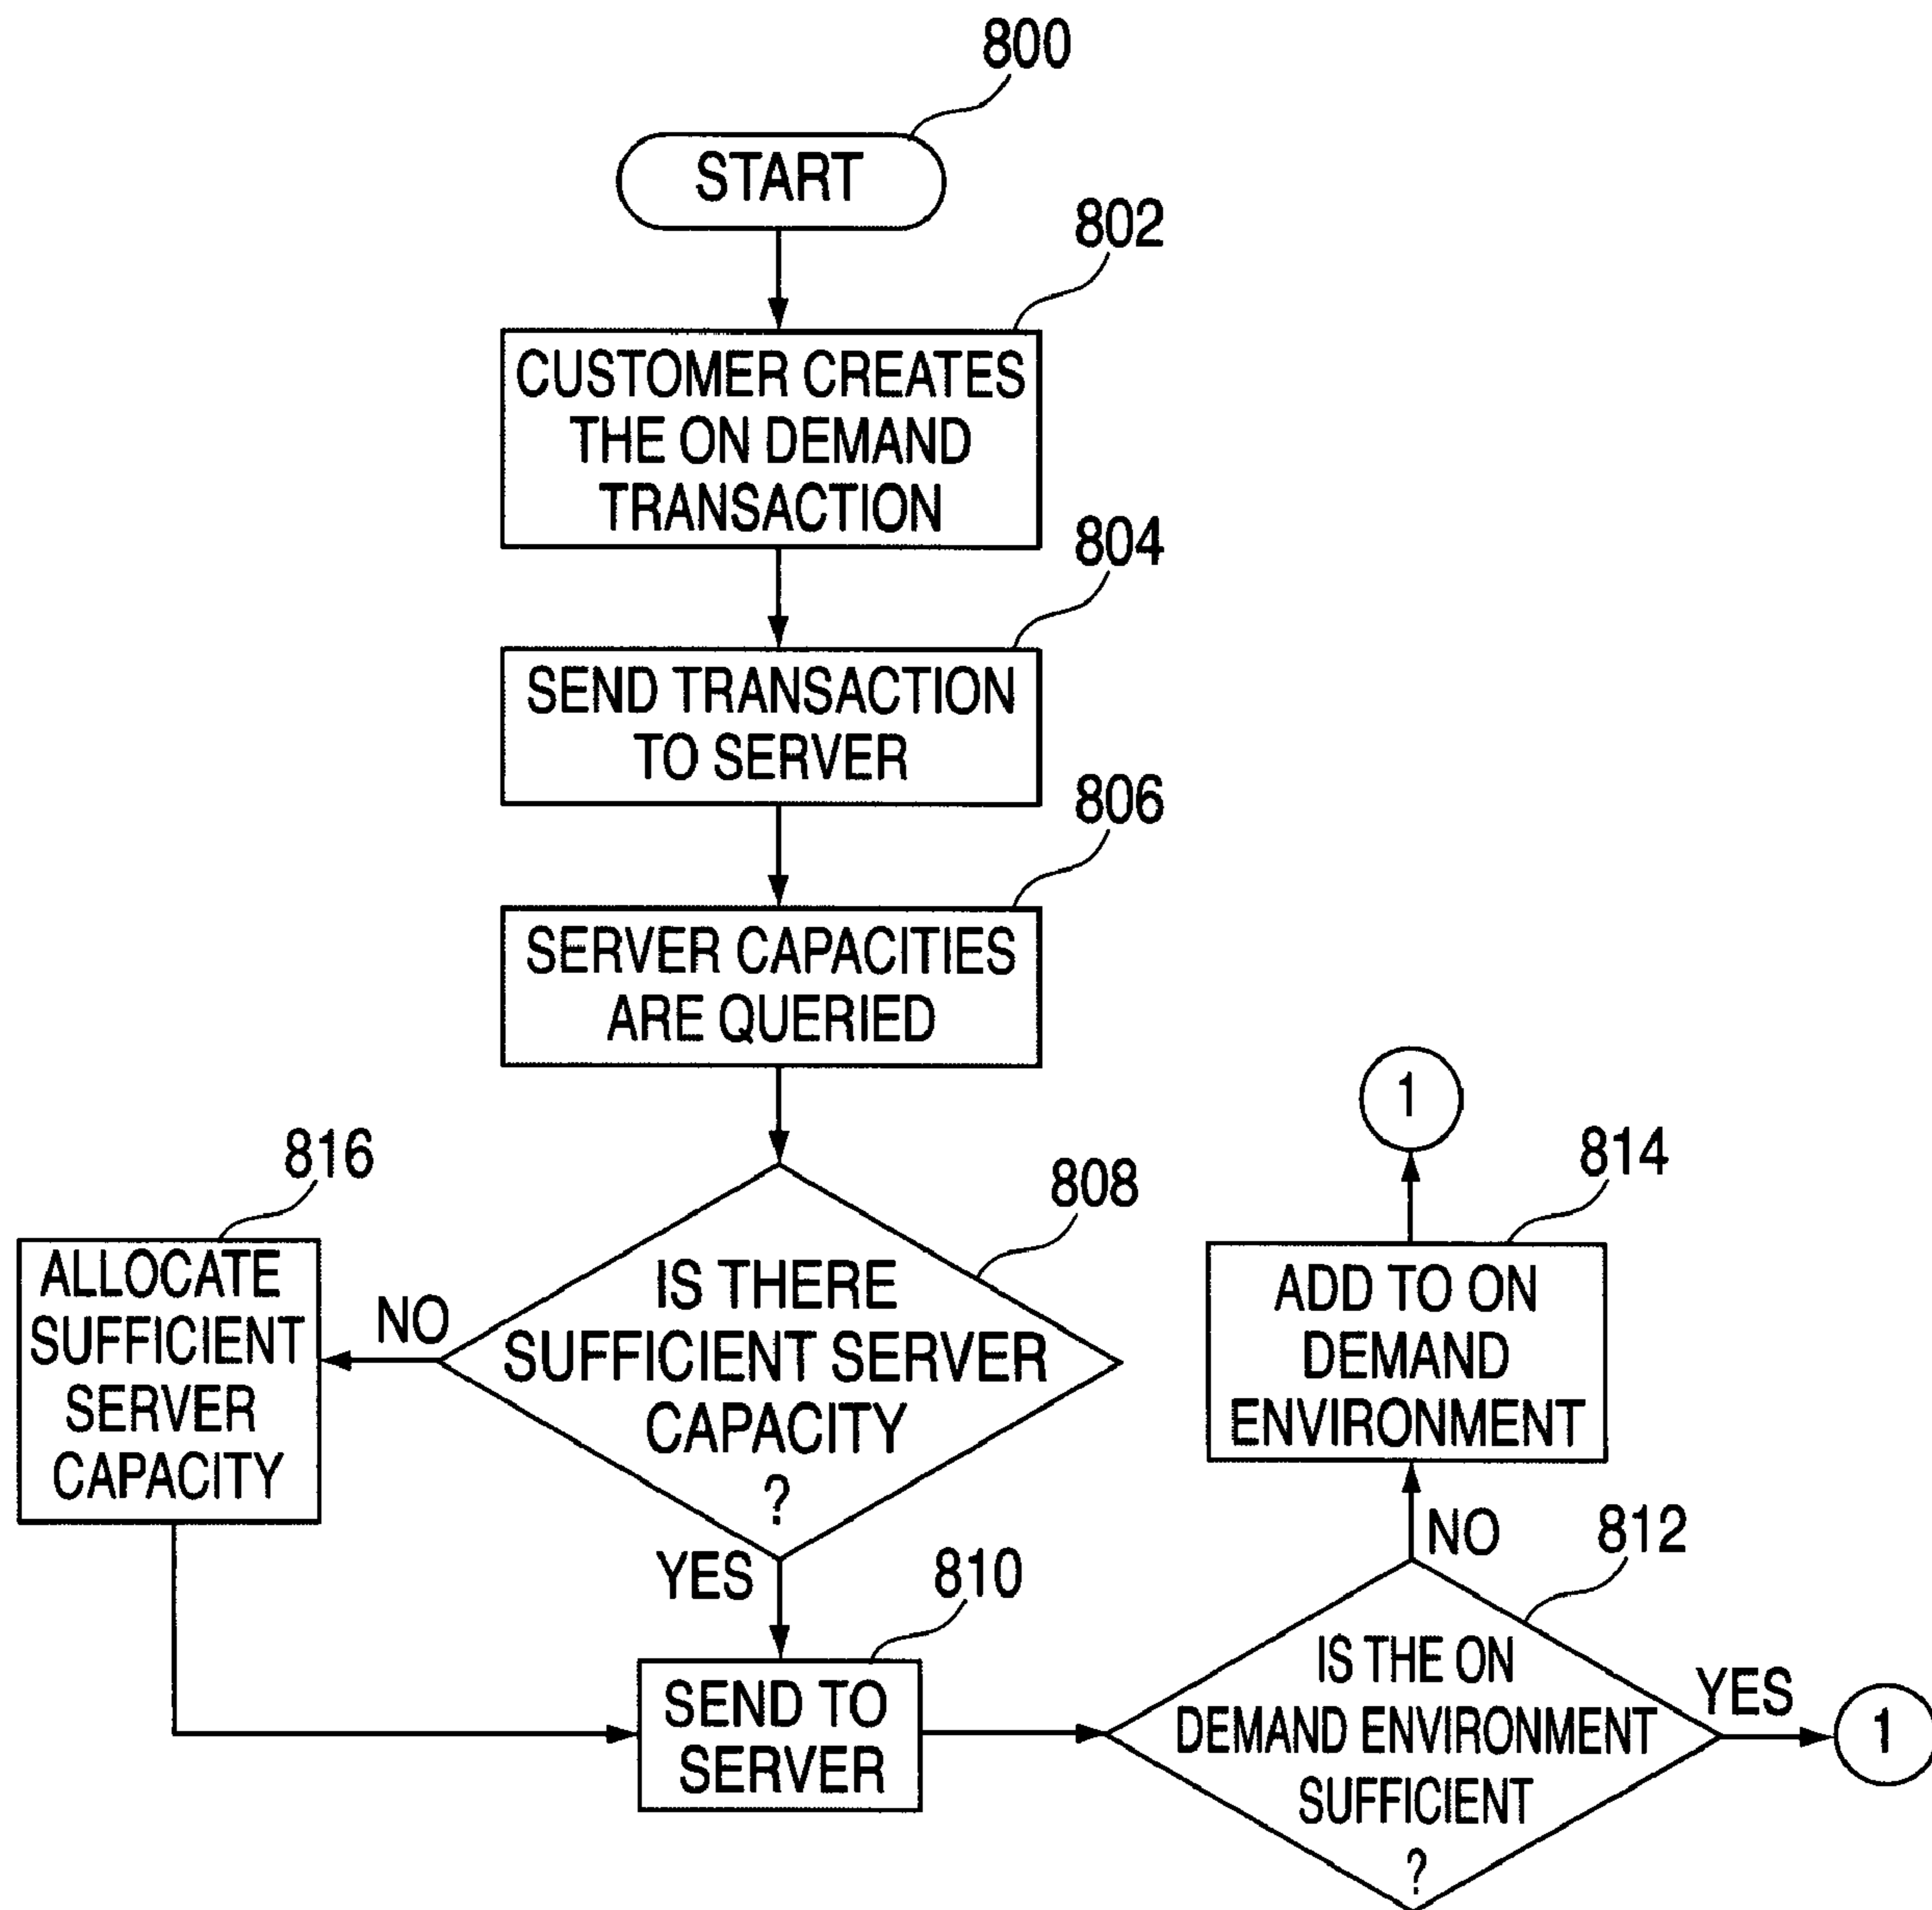 800
START
802
CUSTOMER CREATES
THE ON DEMAND
TRANSACTION
804
SEND TRANSACTION
TO SERVER
806
SERVER CAPACITIES
ARE QUERIED
808
IS THERE
SUFFICIENT SERVER
CAPACITY
?
NO
816
ALLOCATE
SUFFICIENT
SERVER
CAPACITY
YES
810
SEND TO
SERVER
812
IS THE ON
DEMAND ENVIRONMENT
SUFFICIENT
?
NO
814
ADD TO ON
DEMAND
ENVIRONMENT
1
YES
1